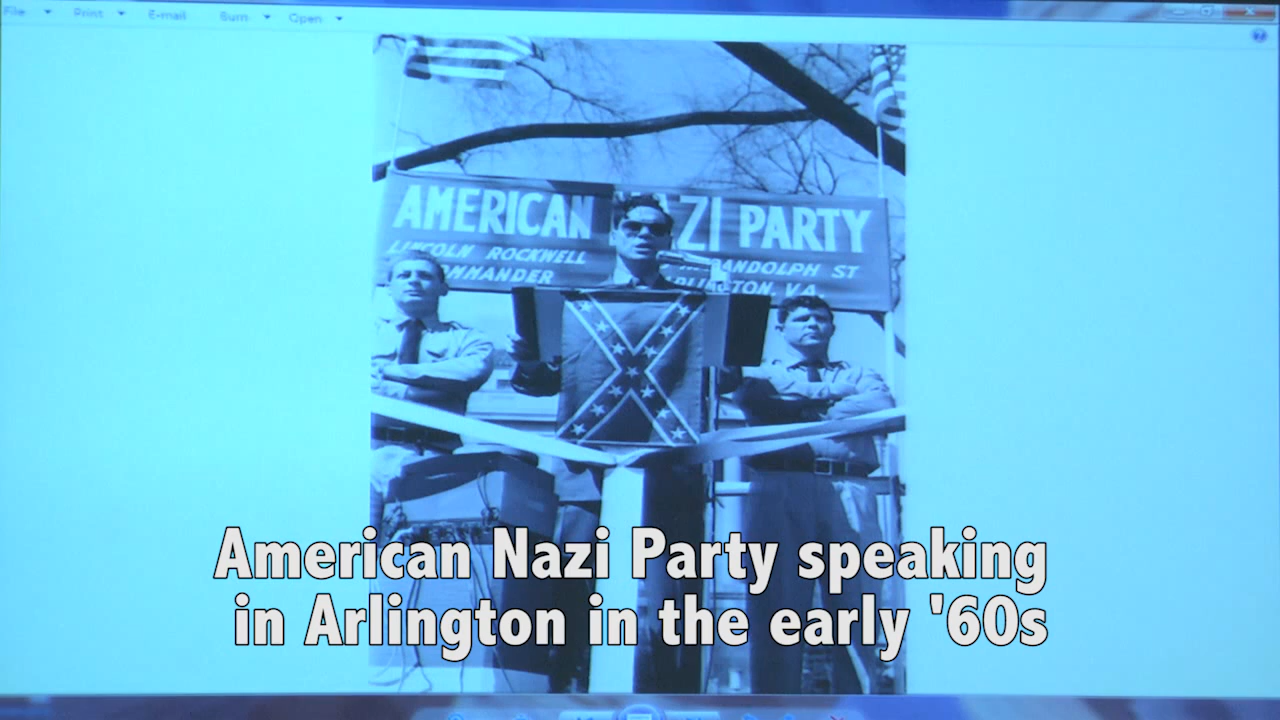 File Print E-mail Burn Open
AMERICAN NAZI PARTY
LINCOLN ROCKWELL
COMMANDER
RANDOLPH ST
ARLINGTON, VA.
American Nazi Party speaking
in Arlington in the early '60s